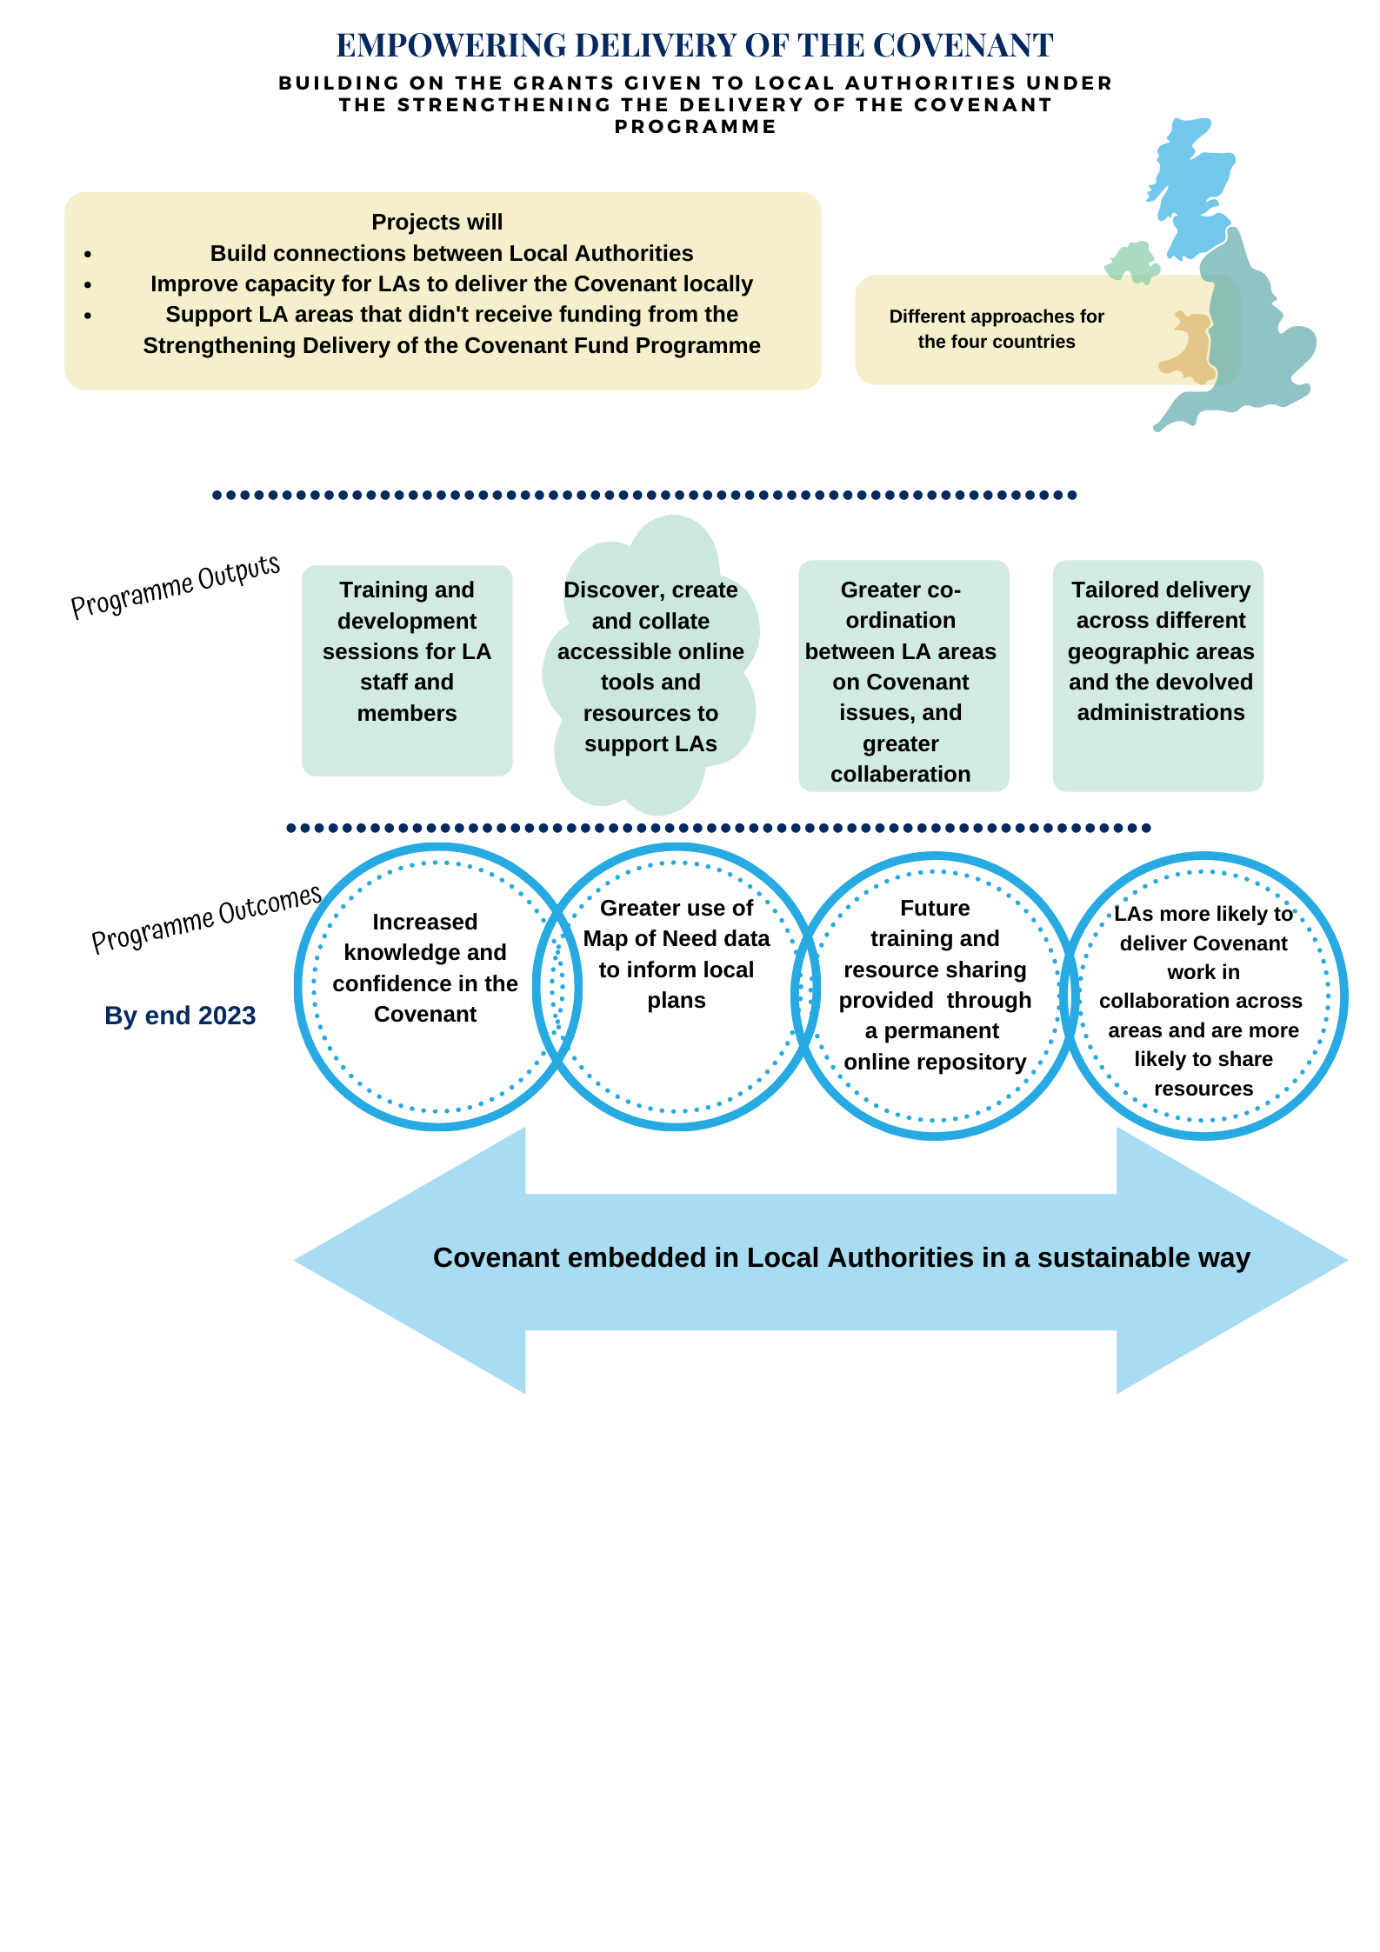 EMPOWERING DELIVERY OF THE COVENANT
BUILDING ON THE GRANTS GIVEN TO LOCAL AUTHORITIES UNDER
THE STRENGTHENING THE DELIVERY OF THE COVENANT
PROGRAMME
Projects will
• Build connections between Local Authorities
• Improve capacity for LAs to deliver the Covenant locally
• Support LA areas that didn't receive funding from the
Strengthening Delivery of the Covenant Fund Programme
Different approaches for
the four countries
Programme Outputs
Training and
development
sessions for LA
staff and
members
Discover, create
and collate
accessible online
tools and
resources to
support LAs
Greater co-
ordination
between LA areas
on Covenant
issues, and
greater
collaberation
Tailored delivery
across different
geographic areas
and the devolved
administrations
Programme Outcomes
By end 2023
Increased
knowledge and
confidence in the
Covenant
Greater use of
Map of Need data
to inform local
plans
Future
training and
resource sharing
provided  through
a permanent
online repository
LAs more likely to
deliver Covenant
work in
collaboration across
areas and are more
likely to share
resources
Covenant embedded in Local Authorities in a sustainable way